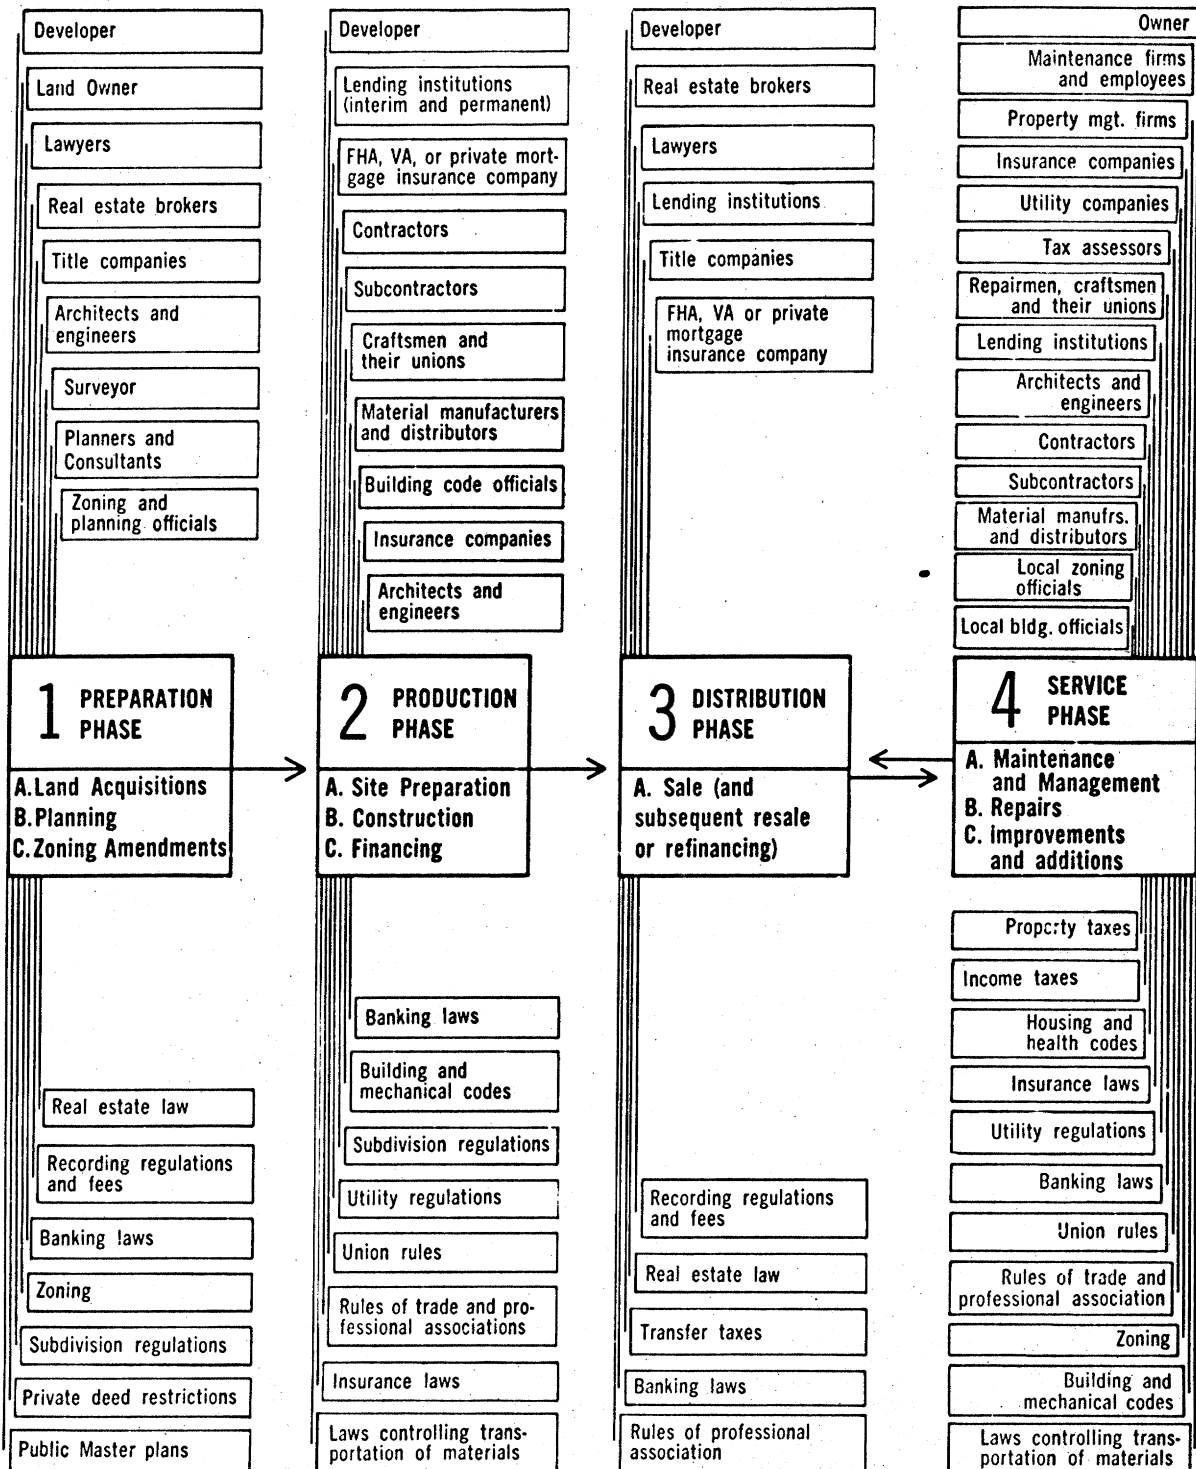 Developer
Land Owner
Lawyers
Real estate brokers
Title companies
Architects and
engineers
Surveyor
Planners and
Consultants
Zoning and
planning officials
1 PREPARATION
PHASE
A. Land Acquisitions
B. Planning
C. Zoning Amendments
Real estate law
Recording regulations
and fees
Banking laws
Zoning
Subdivision regulations
Private deed restrictions
Public Master plans
Developer
Lending institutions
(interim and permanent)
FHA, VA, or private mort-
gage insurance company
Contractors
Subcontractors
Craftsmen and
their unions
Material manufacturers
and distributors
Building code officials
Insurance companies
Architects and
engineers
2 PRODUCTION
PHASE
A. Site Preparation
B. Construction
C. Financing
Banking laws
Building and
mechanical codes
Subdivision regulations
Utility regulations
Union rules
Rules of trade and pro-
fessional associations
Insurance laws
Laws controlling trans-
portation of materials
Developer
Real estate brokers
Lawyers
Lending institutions
Title companies
FHA, VA or private
mortgage
insurance company
3 DISTRIBUTION
PHASE
A. Sale (and
subsequent resale
or refinancing)
Recording regulations
and fees
Real estate law
Transfer taxes
Banking laws
Rules of professional
association
Owner
Maintenance firms
and employees
Property mgt. firms
Insurance companies
Utility companies
Tax assessors
Repairmen, craftsmen
and their unions
Lending institutions
Architects and
engineers
Contractors
Subcontractors
Material manufrs.
and distributors
Local zoning
officials
Local bldg. officials
4 SERVICE
PHASE
A. Maintenance
and Management
B. Repairs
C. Improvements
and additions
Property taxes
Income taxes
Housing and
health codes
Insurance laws
Utility regulations
Banking laws
Union rules
Rules of trade and
professional association
Zoning
Building and
mechanical codes
Laws controlling trans-
portation of materials